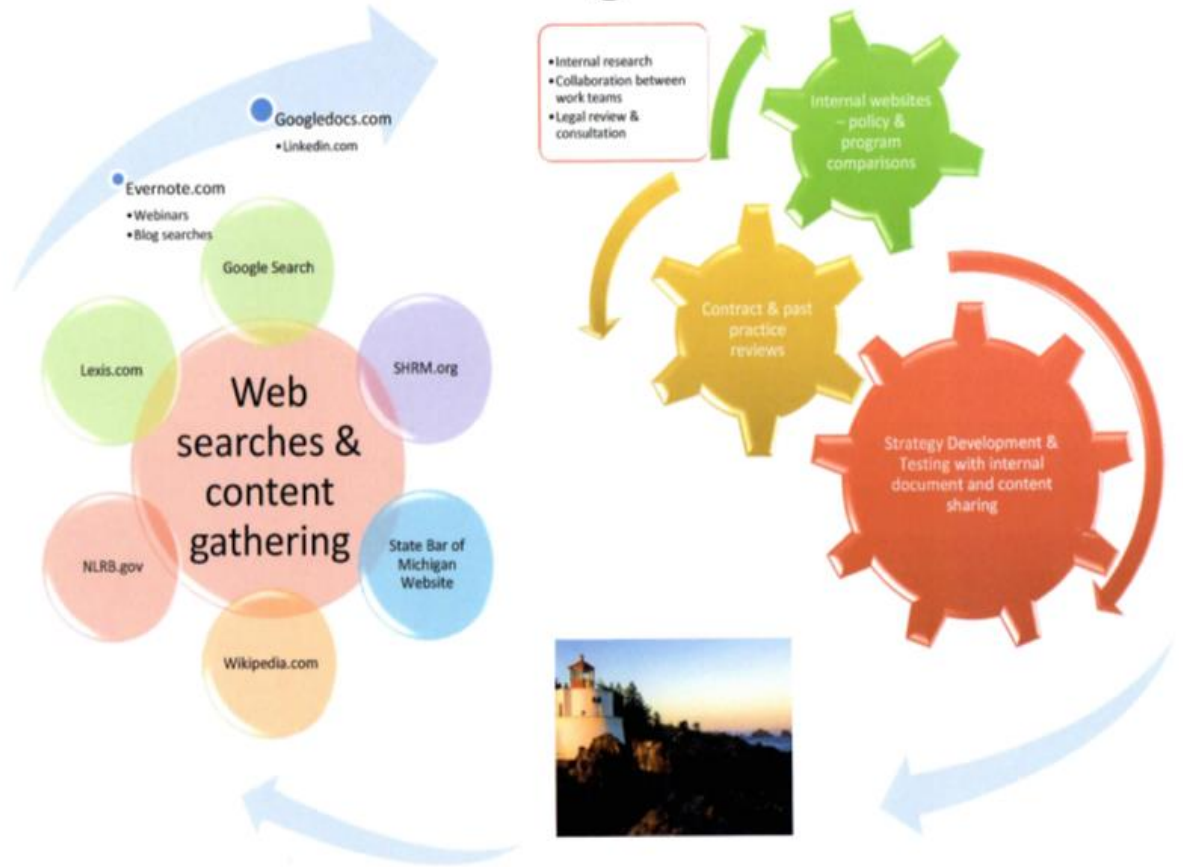 Googledocs.com
•Linkedin.com
Evernote.com
•Webinars
•Blog searches
Google Search
Lexis.com
SHRM.org
Web
searches &
content
gathering
NLRB.gov
State Bar of
Michigan
Website
Wikipedia.com
•Internal research
•Collaboration between
work teams
•Legal review &
consultation
Internal websites
– policy &
program
comparisons
Contract & past
practice
reviews
Strategy Development &
Testing with internal
document and content
sharing